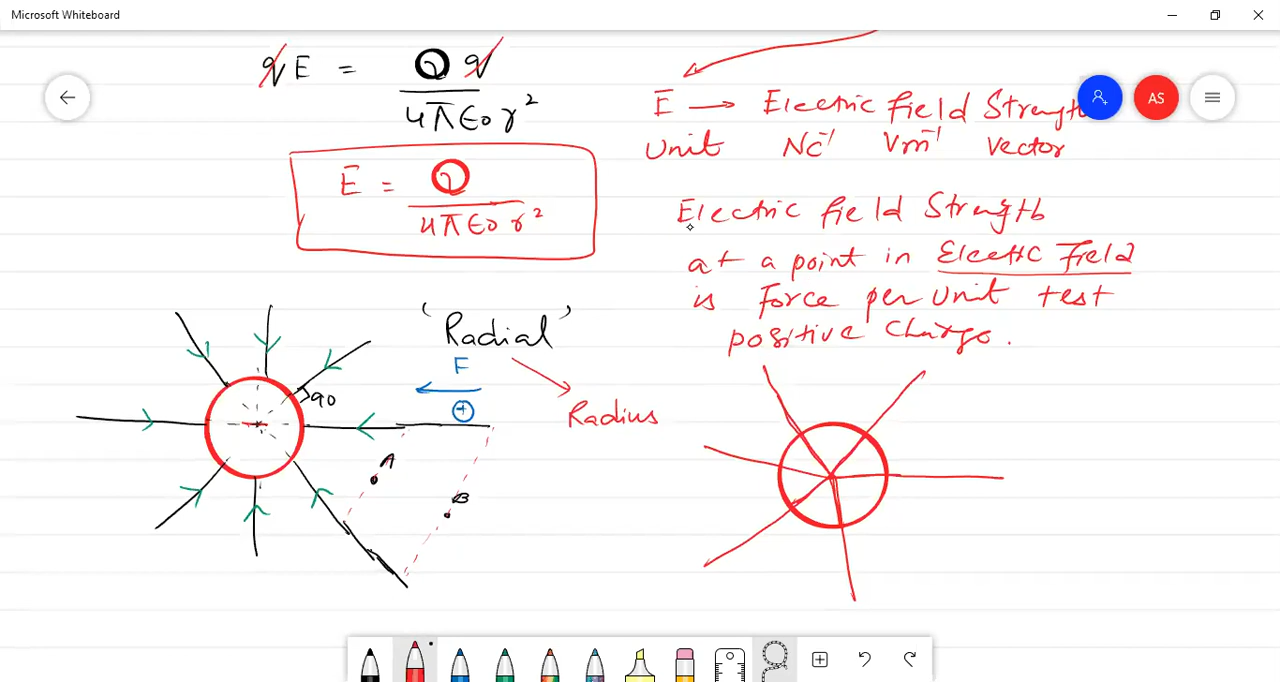 Microsoft Whiteboard
qE = Qq / 4πϵ0r²
E = Q / 4πϵ0r²
E → Electric Field Strength
Unit NC⁻¹ Vm⁻¹ Vector
AS
Electric field Strength
at a point in Electic Field
is Force per Unit test
positive Charge.
'Radial'
F
+
Radius
90
A
B